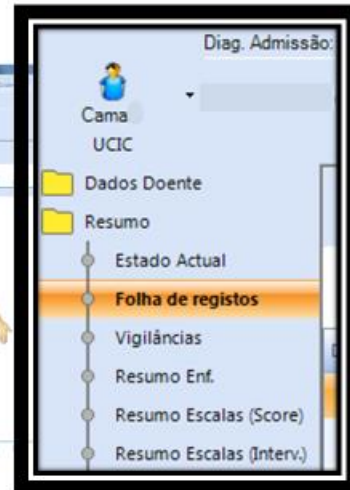 Diag. Admissão:
Cama
UCIC
Dados Doente
Resumo
Estado Actual
Folha de registos
Vigilâncias
Resumo Enf.
Resumo Escalas (Score)
Resumo Escalas (Interv.)